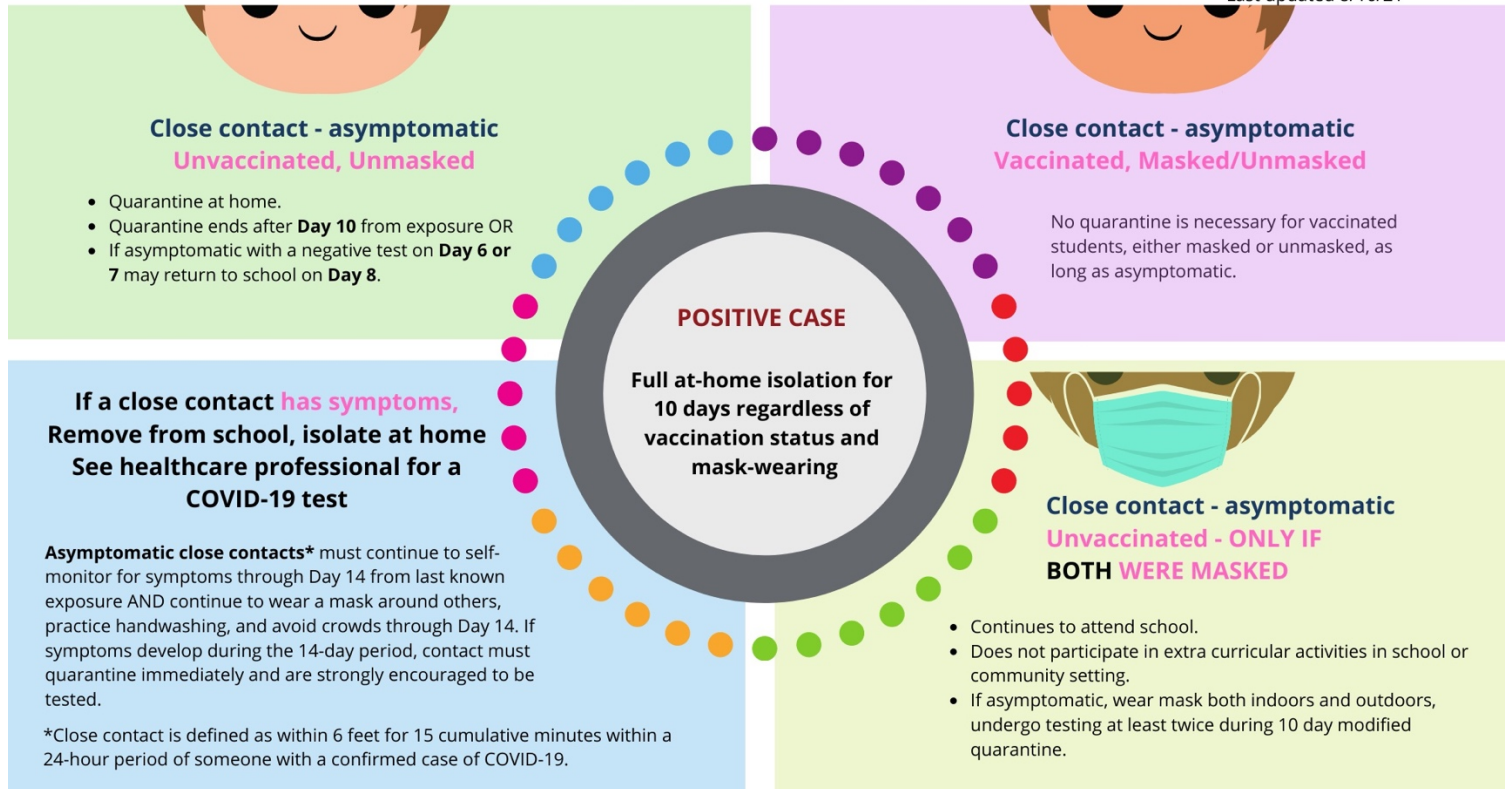 Close contact - asymptomatic
Unvaccinated, Unmasked
• Quarantine at home.
• Quarantine ends after Day 10 from exposure OR
• If asymptomatic with a negative test on Day 6 or
7 may return to school on Day 8.
Close contact - asymptomatic
Vaccinated, Masked/Unmasked
No quarantine is necessary for vaccinated
students, either masked or unmasked, as
long as asymptomatic.
POSITIVE CASE
Full at-home isolation for
10 days regardless of
vaccination status and
mask-wearing
If a close contact has symptoms,
Remove from school, isolate at home
See healthcare professional for a
COVID-19 test
Asymptomatic close contacts* must continue to self-
monitor for symptoms through Day 14 from last known
exposure AND continue to wear a mask around others,
practice handwashing, and avoid crowds through Day 14. If
symptoms develop during the 14-day period, contact must
quarantine immediately and are strongly encouraged to be
tested.
*Close contact is defined as within 6 feet for 15 cumulative minutes within a
24-hour period of someone with a confirmed case of COVID-19.
Close contact - asymptomatic
Unvaccinated - ONLY IF
BOTH WERE MASKED
• Continues to attend school.
• Does not participate in extra curricular activities in school or
community setting.
• If asymptomatic, wear mask both indoors and outdoors,
undergo testing at least twice during 10 day modified
quarantine.